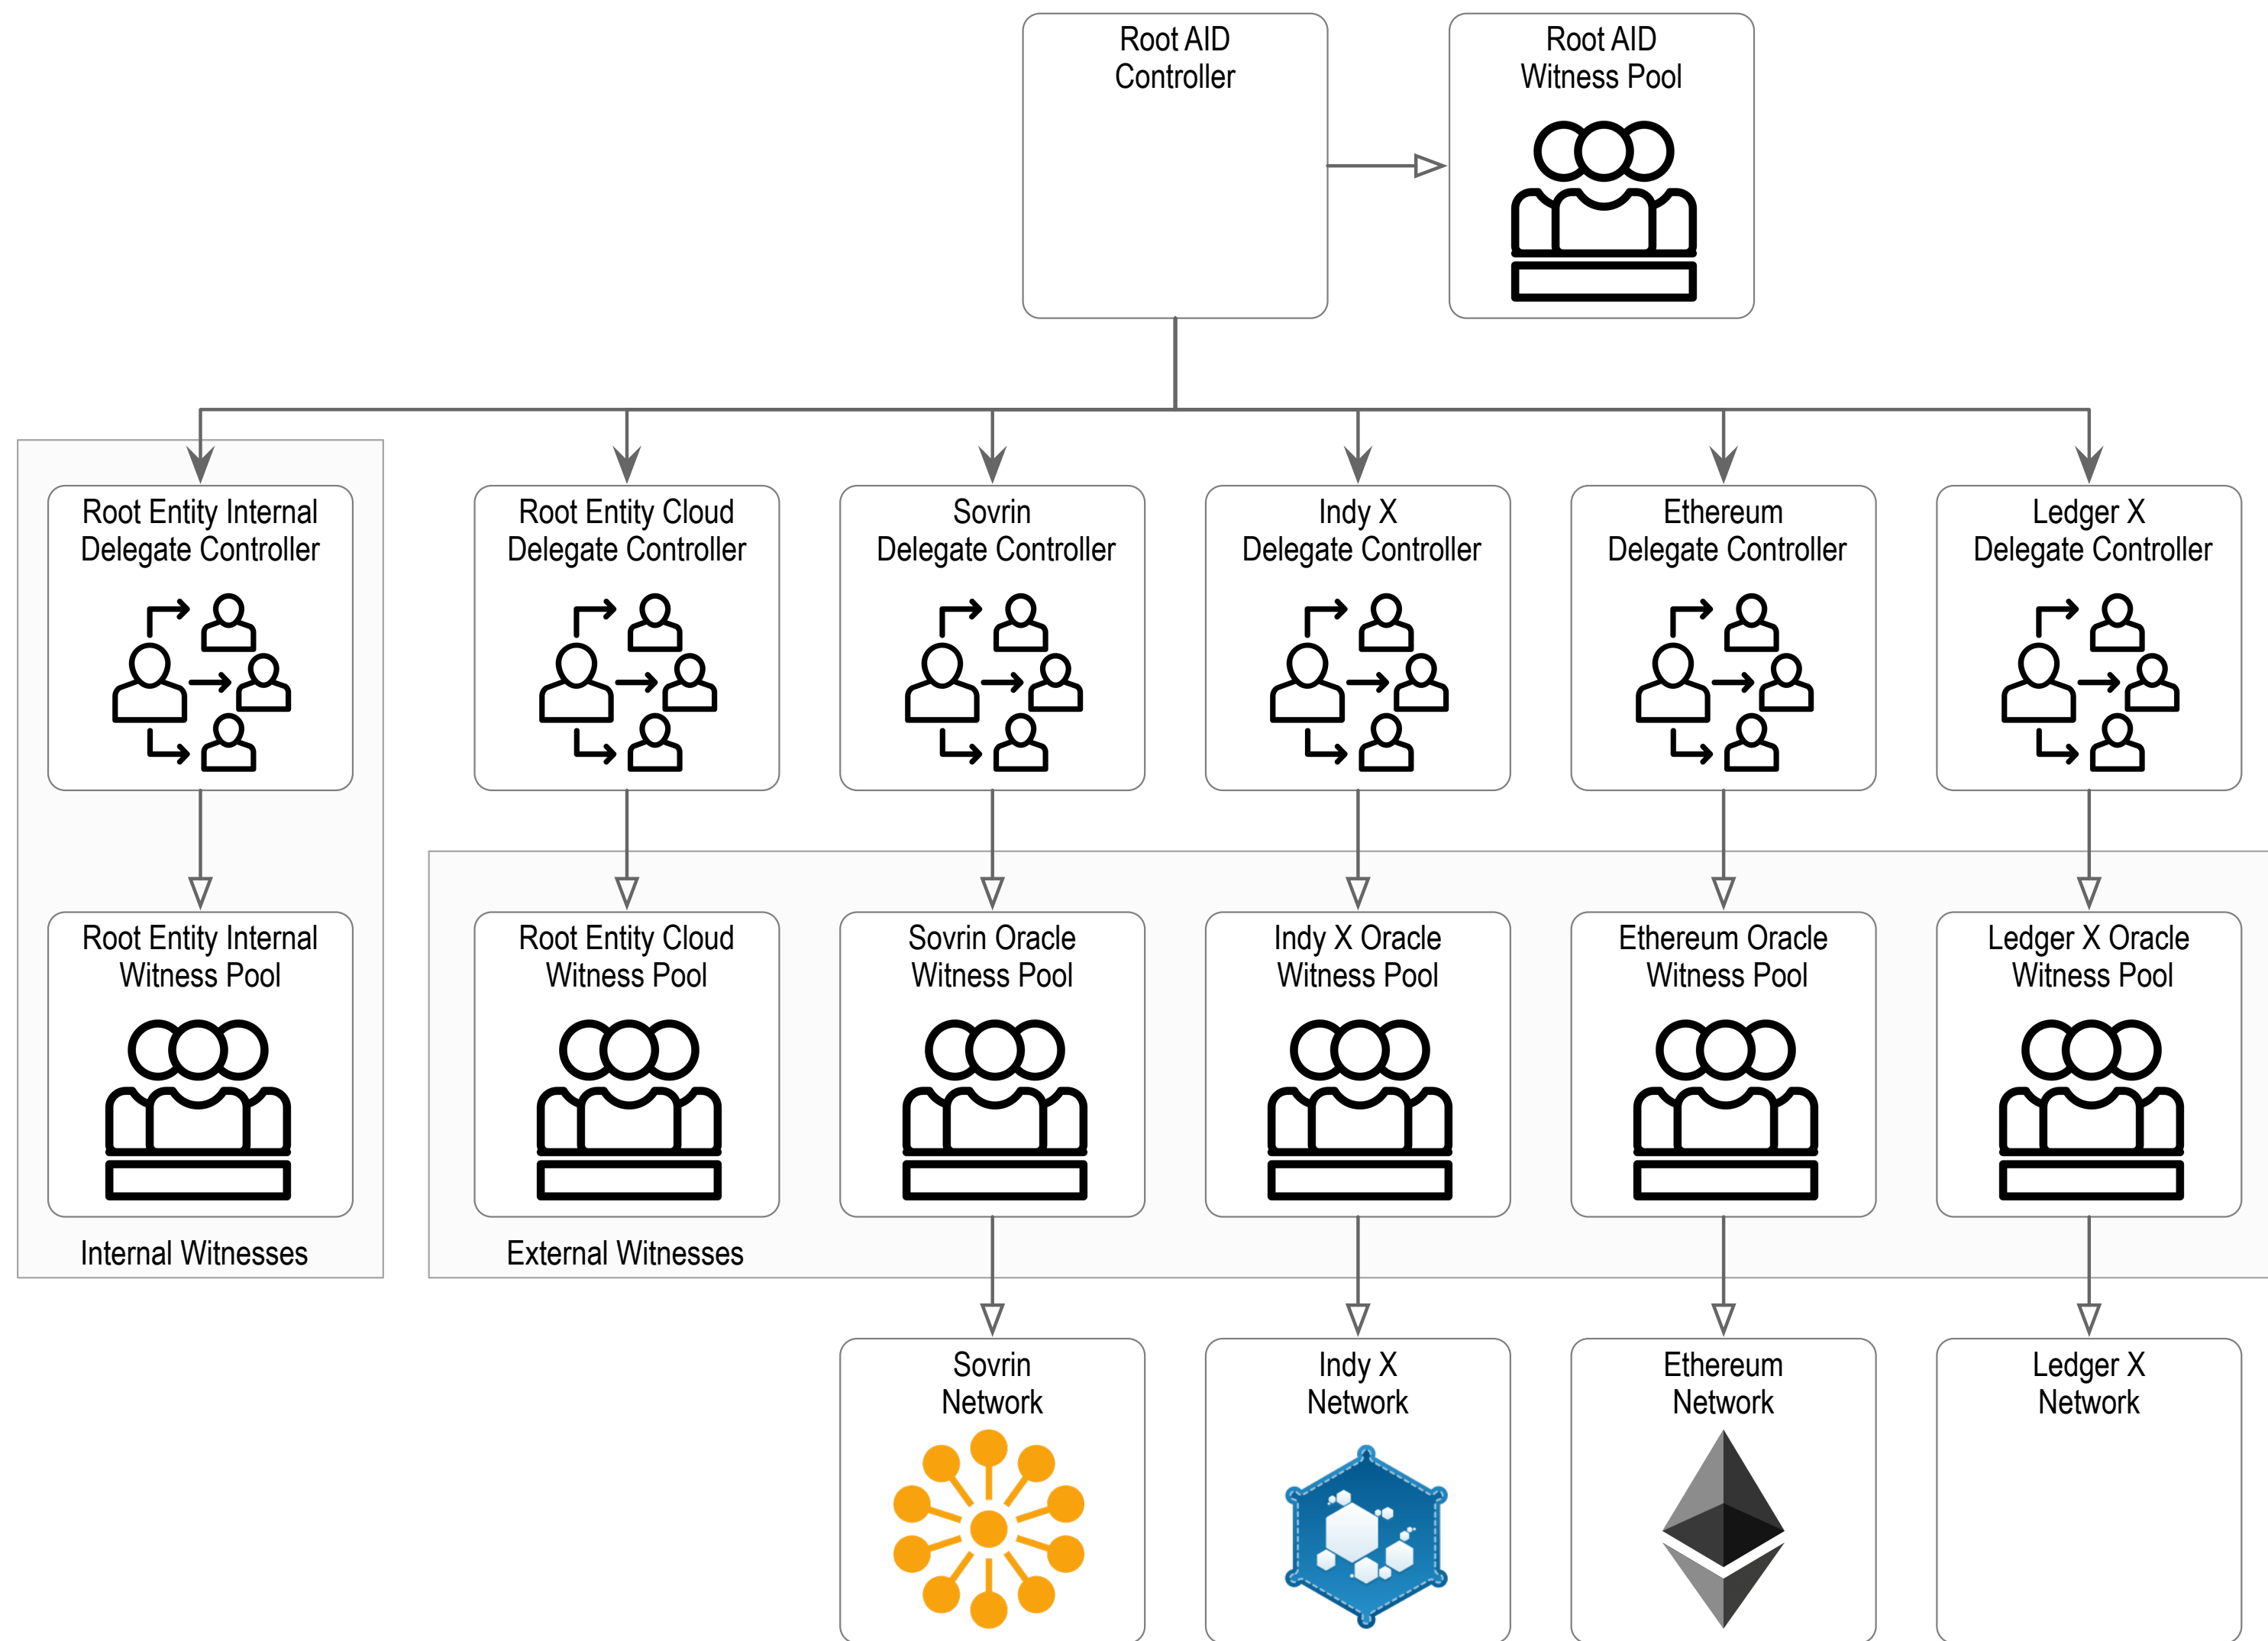 Root AID
Controller
Root AID
Witness Pool
Root Entity Internal
Delegate Controller
Root Entity Cloud
Delegate Controller
Sovrin
Delegate Controller
Indy X
Delegate Controller
Ethereum
Delegate Controller
Ledger X
Delegate Controller
Root Entity Internal
Witness Pool
Root Entity Cloud
Witness Pool
Sovrin Oracle
Witness Pool
Indy X Oracle
Witness Pool
Ethereum Oracle
Witness Pool
Ledger X Oracle
Witness Pool
Internal Witnesses
External Witnesses
Sovrin
Network
Indy X
Network
Ethereum
Network
Ledger X
Network